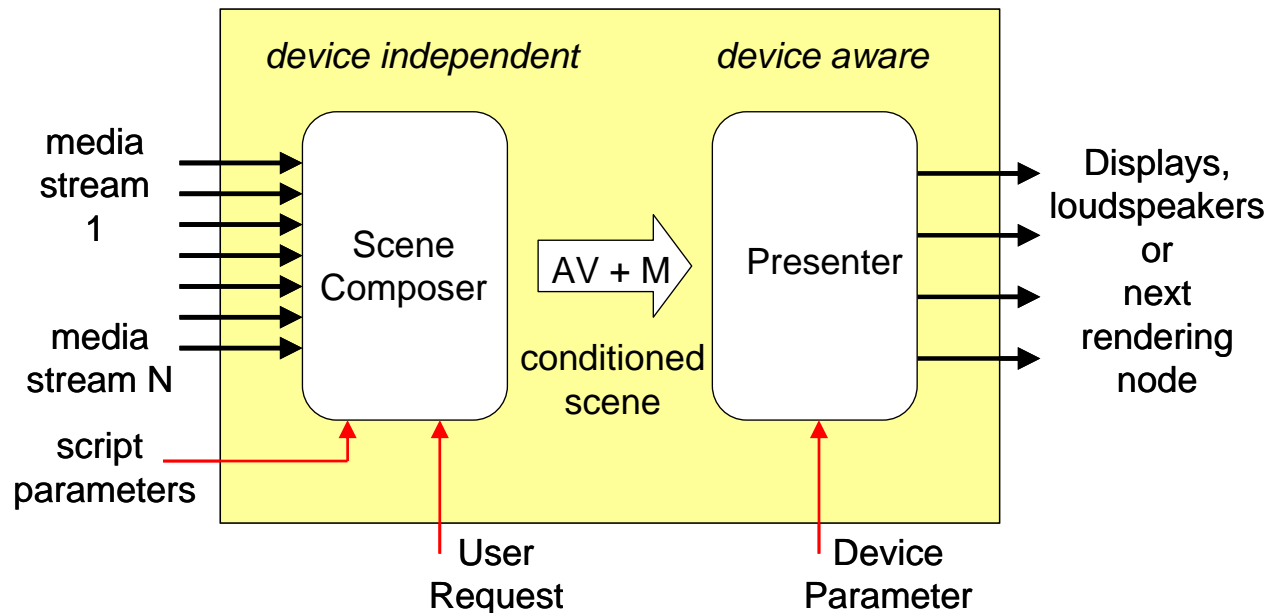 device independent
device aware
media
stream
1
media
stream N
script
parameters
Scene
Composer
AV + M
conditioned
scene
Presenter
Displays,
loudspeakers
or
next
rendering
node
User
Request
Device
Parameter